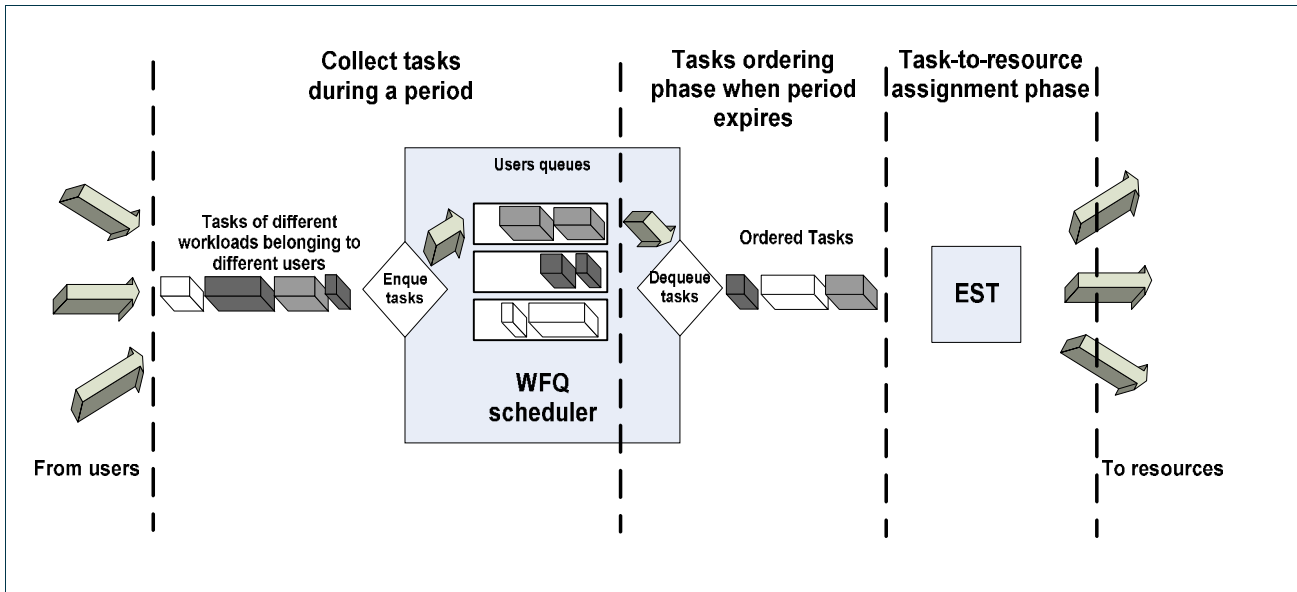 Collect tasks
during a period
Tasks ordering
phase when period
expires
Task-to-resource
assignment phase
Users queues
Tasks of different
workloads belonging to
different users
Enque
tasks
Dequeue
tasks
Ordered Tasks
EST
WFQ
scheduler
From users
To resources